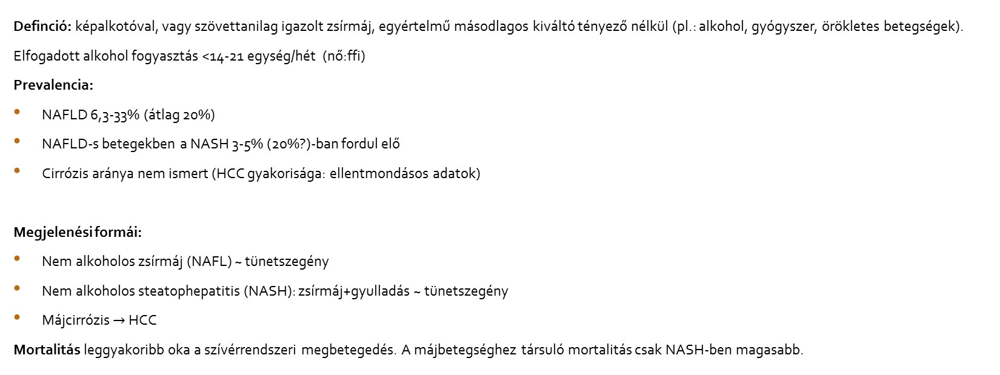 Definció: képalkotóval, vagy szövettanilag igazolt zsírmáj, egyértelmű másodlagos kiváltó tényező nélkül (pl.: alkohol, gyógyszer, örökletes betegségek).
Elfogadott alkohol fogyasztás <14-21 egység/hét (nő:ffi)
Prevalencia:
• NAFLD 6,3-33% (átlag 20%)
• NAFLD-s betegekben a NASH 3-5% (20%?)-ban fordul elő
• Cirrózis aránya nem ismert (HCC gyakorisága: ellentmondásos adatok)
Megjelenési formái:
• Nem alkoholos zsírmáj (NAFL) ~ tünetszegény
• Nem alkoholos steatophepatitis (NASH): zsírmáj+gyulladás ~ tünetszegény
• Májcirrózis → HCC
Mortalitás leggyakoribb oka a szívérrendszeri megbetegedés. A májbetegséghez társuló mortalitás csak NASH-ben magasabb.